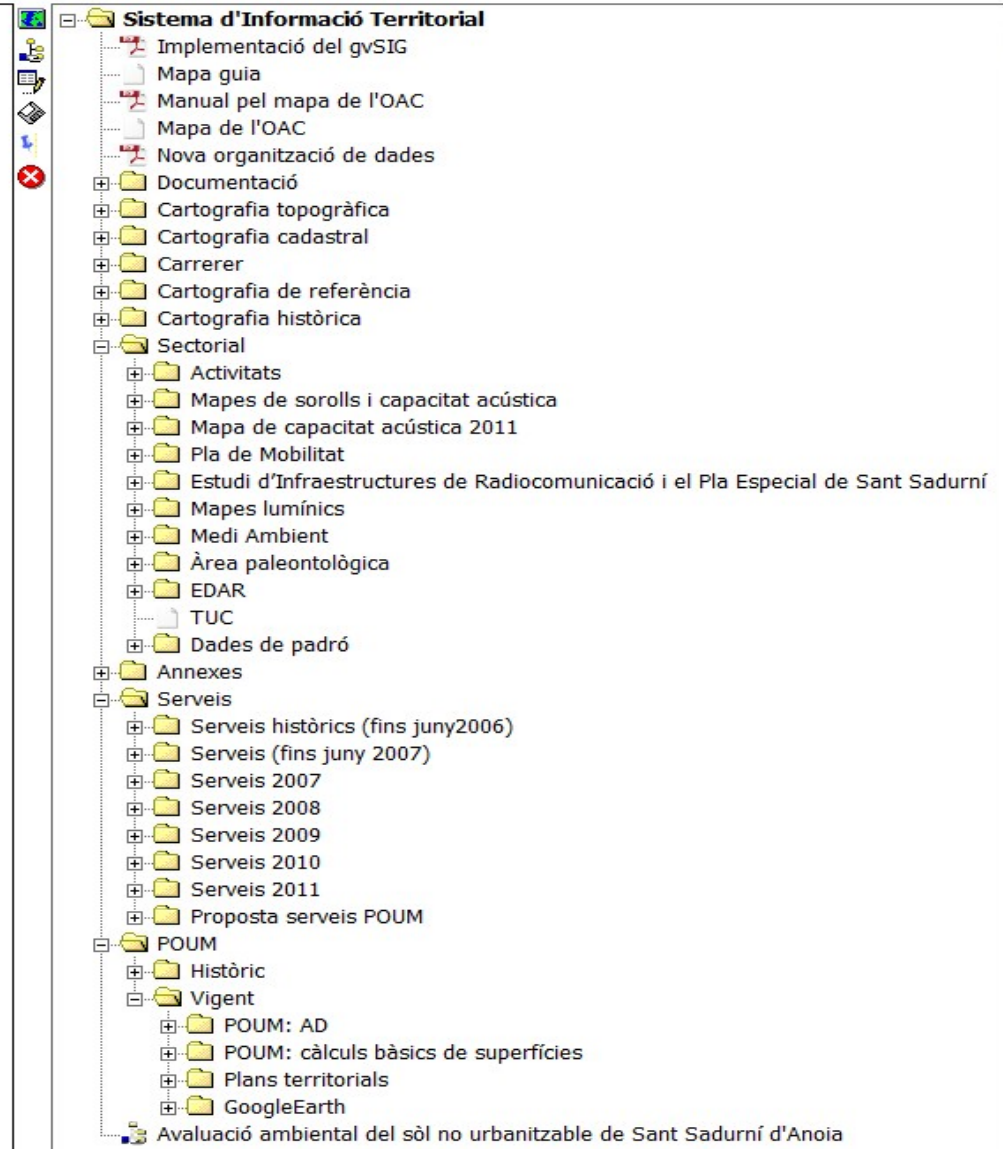 Sistema d'Informació Territorial
Implementació del gvSIG
Mapa guia
Manual pel mapa de l'OAC
Mapa de l'OAC
Nova organització de dades
Documentació
Cartografia topogràfica
Cartografia cadastral
Carrerer
Cartografia de referència
Cartografia històrica
Sectorial
Activitats
Mapes de sorolls i capacitat acústica
Mapa de capacitat acústica 2011
Pla de Mobilitat
Estudi d’Infraestructures de Radiocomunicació i el Pla Especial de Sant Sadurní
Mapes lumínics
Medi Ambient
Àrea paleontològica
EDAR
TUC
Dades de padró
Annexes
Serveis
Serveis històrics (fins juny2006)
Serveis (fins juny 2007)
Serveis 2007
Serveis 2008
Serveis 2009
Serveis 2010
Serveis 2011
Proposta serveis POUM
POUM
Històric
Vigent
POUM: AD
POUM: càlculs bàsics de superfícies
Plans territorials
GoogleEarth
Avaluació ambiental del sòl no urbanitzable de Sant Sadurní d'Anoia